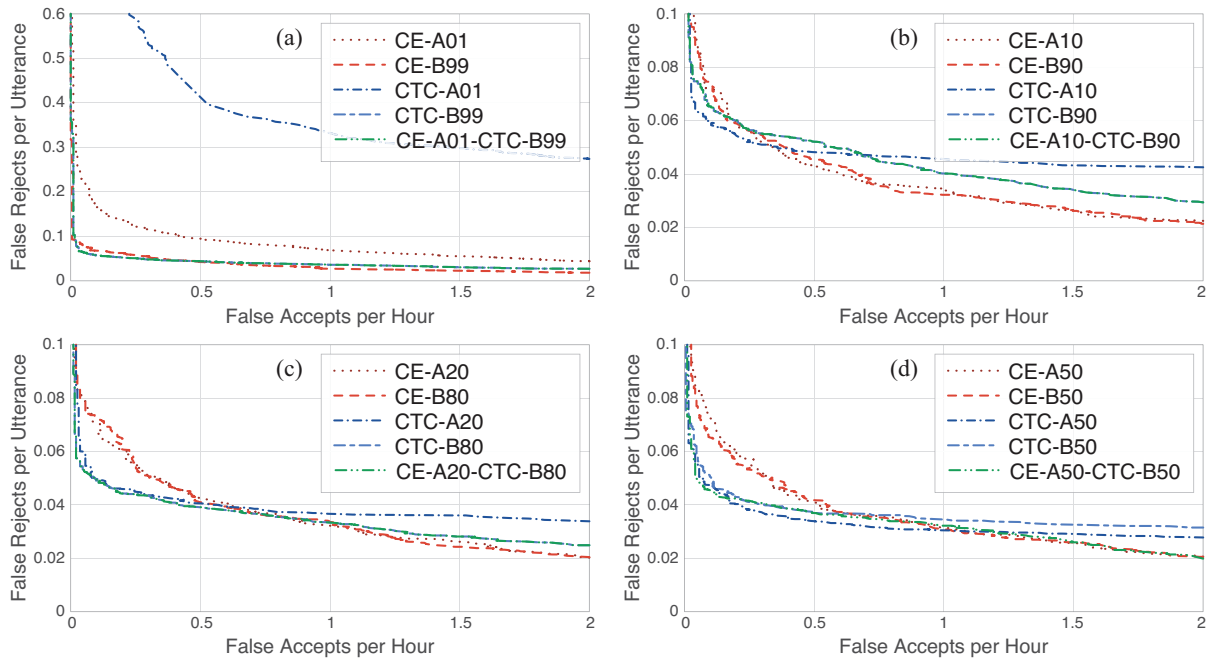 (a)
CE-A01
CE-B99
CTC-A01
CTC-B99
CE-A01-CTC-B99
False Rejects per Utterance
0.6
0.5
0.4
0.3
0.2
0.1
0
0
0.5
1
1.5
2
False Accepts per Hour
(b)
CE-A10
CE-B90
CTC-A10
CTC-B90
CE-A10-CTC-B90
False Rejects per Utterance
0.1
0.08
0.06
0.04
0.02
0
0
0.5
1
1.5
2
False Accepts per Hour
(c)
CE-A20
CE-B80
CTC-A20
CTC-B80
CE-A20-CTC-B80
False Rejects per Utterance
0.1
0.08
0.06
0.04
0.02
0
0
0.5
1
1.5
2
False Accepts per Hour
(d)
CE-A50
CE-B50
CTC-A50
CTC-B50
CE-A50-CTC-B50
False Rejects per Utterance
0.1
0.08
0.06
0.04
0.02
0
0
0.5
1
1.5
2
False Accepts per Hour